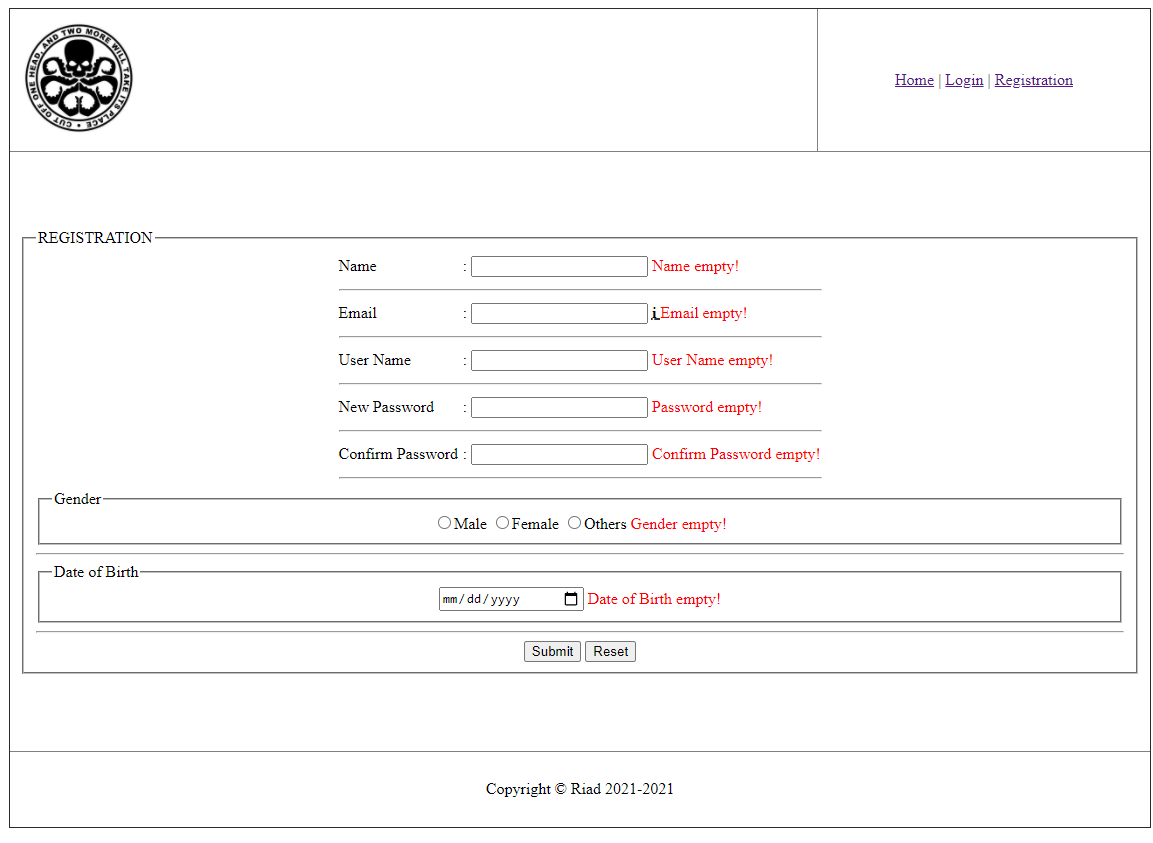 CUT OFF ONE HEAD, AND TWO MORE WILL TAKE ITS PLACE •
Home | Login | Registration
REGISTRATION
Name : Name empty!
Email : i Email empty!
User Name : User Name empty!
New Password : Password empty!
Confirm Password : Confirm Password empty!
Gender
Male Female Others Gender empty!
Date of Birth
mm/dd/yyyy Date of Birth empty!
Submit Reset
Copyright © Riad 2021-2021